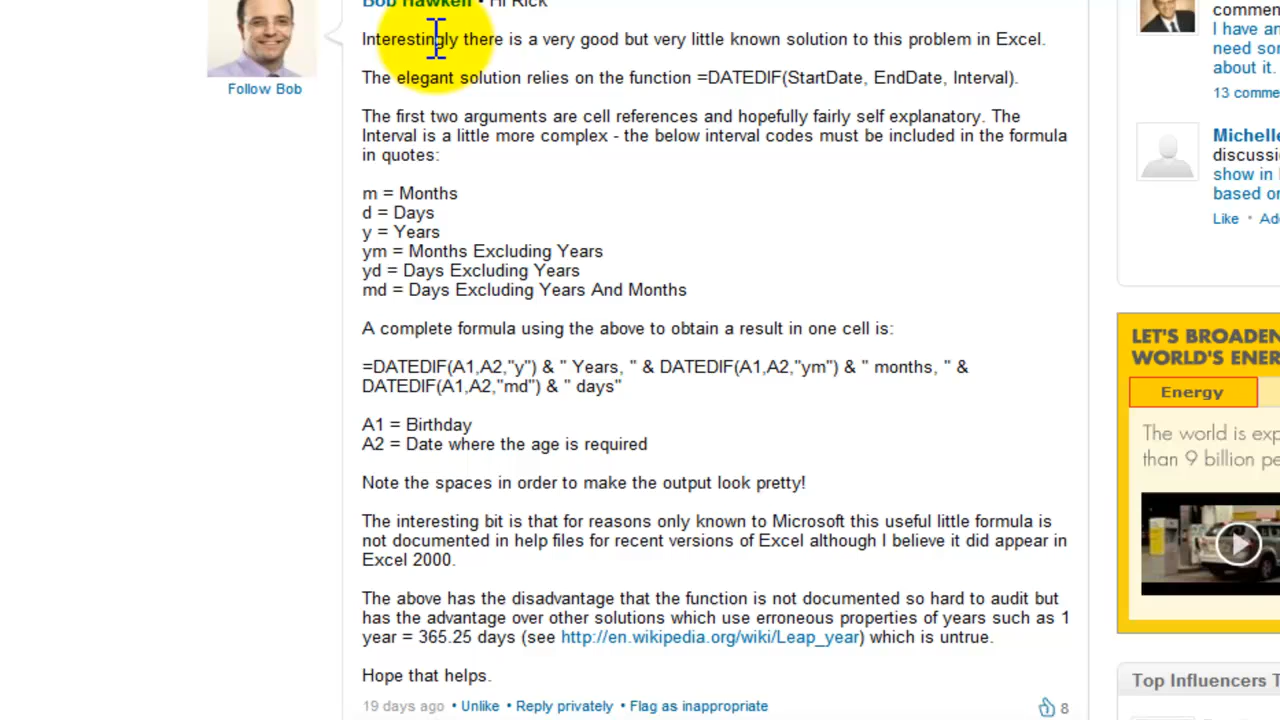 Bob Hawken • Hi Rick
Interestingly there is a very good but very little known solution to this problem in Excel.
The elegant solution relies on the function =DATEDIF(StartDate, EndDate, Interval).
The first two arguments are cell references and hopefully fairly self explanatory. The
Interval is a little more complex - the below interval codes must be included in the formula
in quotes:
m = Months
d = Days
y = Years
ym = Months Excluding Years
yd = Days Excluding Years
md = Days Excluding Years And Months
A complete formula using the above to obtain a result in one cell is:
=DATEDIF(A1,A2,"y") & " Years, " & DATEDIF(A1,A2,"ym") & " months, " &
DATEDIF(A1,A2,"md") & " days"
A1 = Birthday
A2 = Date where the age is required
Note the spaces in order to make the output look pretty!
The interesting bit is that for reasons only known to Microsoft this useful little formula is
not documented in help files for recent versions of Excel although I believe it did appear in
Excel 2000.
The above has the disadvantage that the function is not documented so hard to audit but
has the advantage over other solutions which use erroneous properties of years such as 1
year = 365.25 days (see http://en.wikipedia.org/wiki/Leap_year) which is untrue.
Hope that helps.
19 days ago • Unlike • Reply privately • Flag as inappropriate
8
Follow Bob
commen
I have an
need som
about it.
13 comme
Michelle
discussi
show in
based on
Like • Ad
LET'S BROADEN
WORLD'S ENER
Energy
The world is exp
than 9 billion pe
Top Influencers T